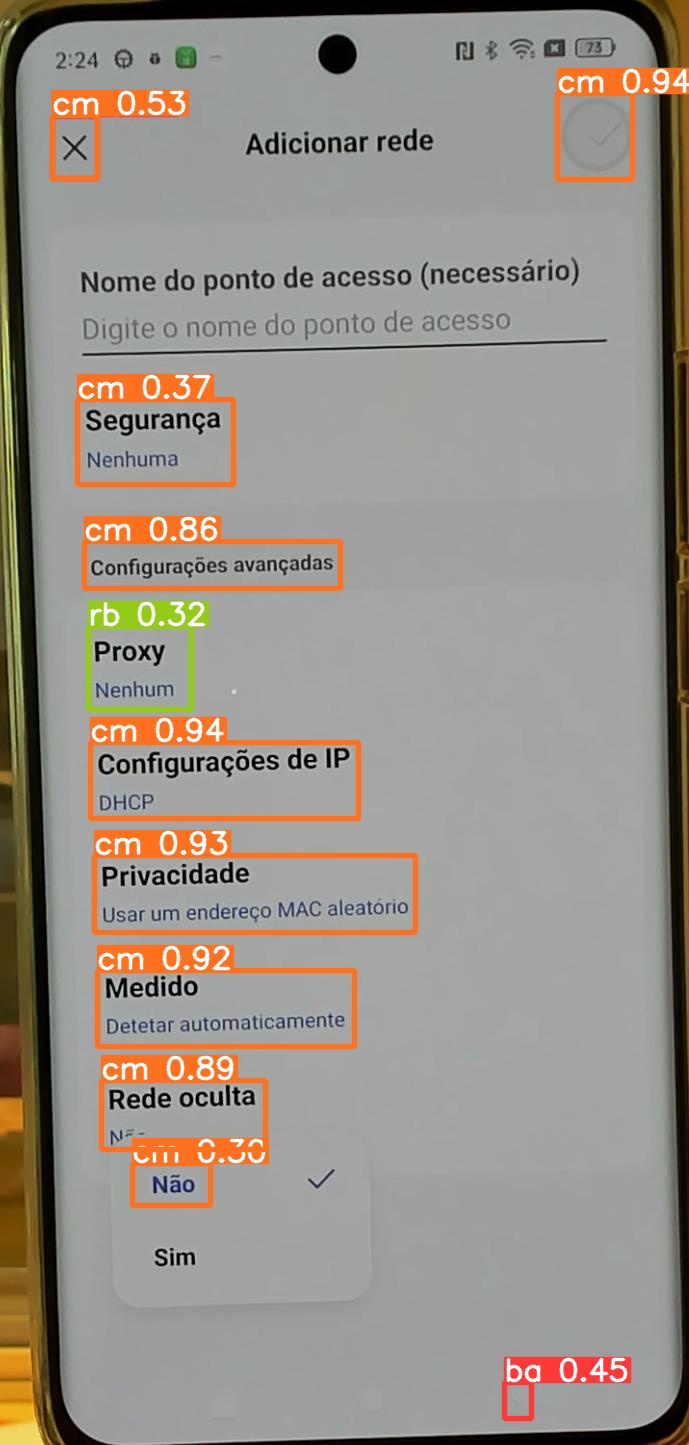 2:24
73
cm 0.53
cm 0.94
Adicionar rede
Nome do ponto de acesso (necessário)
Digite o nome do ponto de acesso
cm 0.37
Segurança
Nenhuma
cm 0.86
Configurações avançadas
rb 0.32
Proxy
Nenhum
cm 0.94
Configurações de IP
DHCP
cm 0.93
Privacidade
Usar um endereço MAC aleatório
cm 0.92
Medido
Detetar automaticamente
cm 0.89
Rede oculta
cm 0.30
Não
Sim
ba 0.45